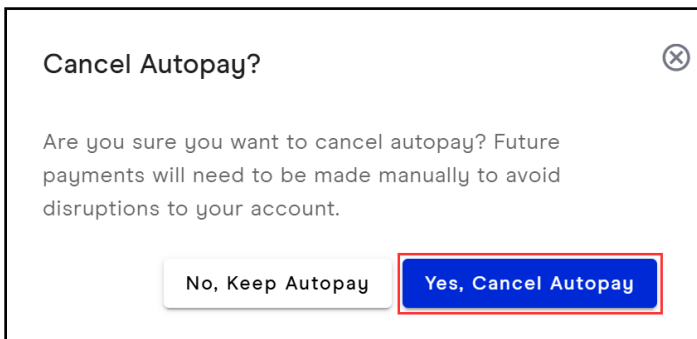 Cancel Autopay?
Are you sure you want to cancel autopay? Future
payments will need to be made manually to avoid
disruptions to your account.
No, Keep Autopay
Yes, Cancel Autopay